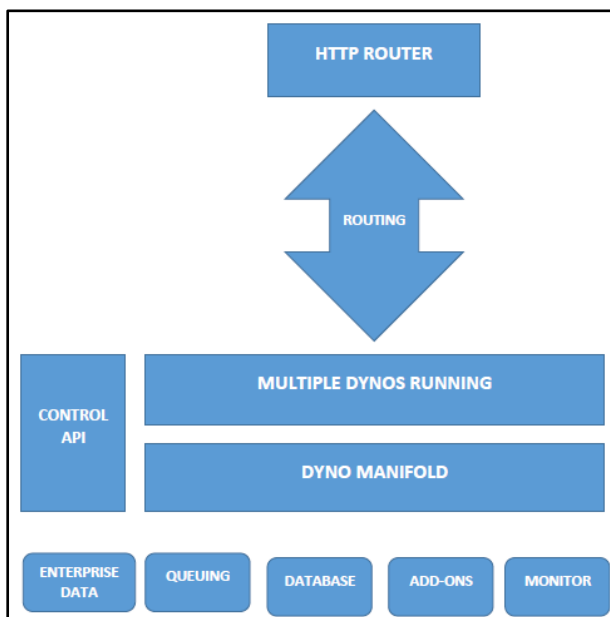 HTTP ROUTER
ROUTING
MULTIPLE DYNOS RUNNING
CONTROL
API
DYNO MANIFOLD
ENTERPRISE
DATA
QUEUING
DATABASE
ADD-ONS
MONITOR